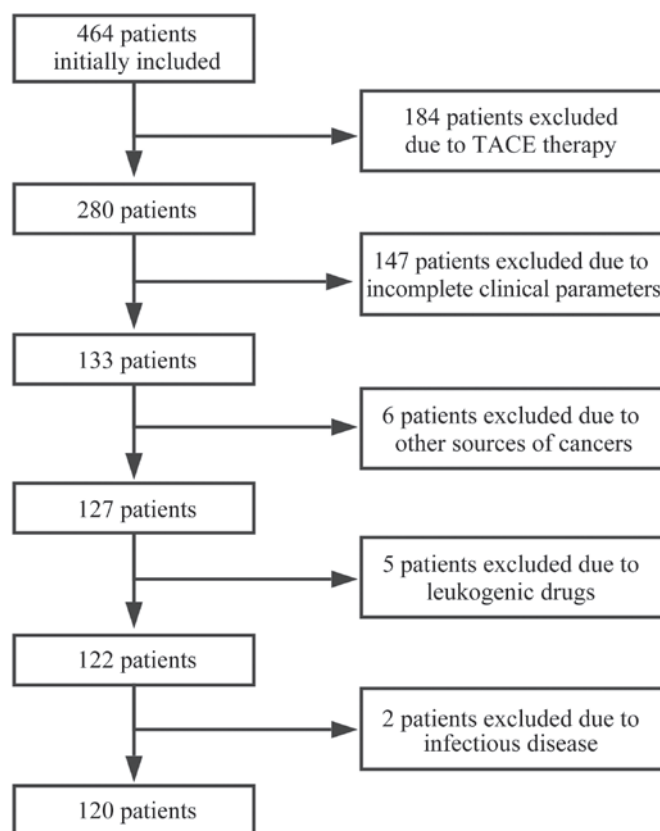 464 patients
initially included
184 patients excluded
due to TACE therapy
280 patients
147 patients excluded due to
incomplete clinical parameters
133 patients
6 patients excluded due to
other sources of cancers
127 patients
5 patients excluded due to
leukogenic drugs
122 patients
2 patients excluded due to
infectious disease
120 patients